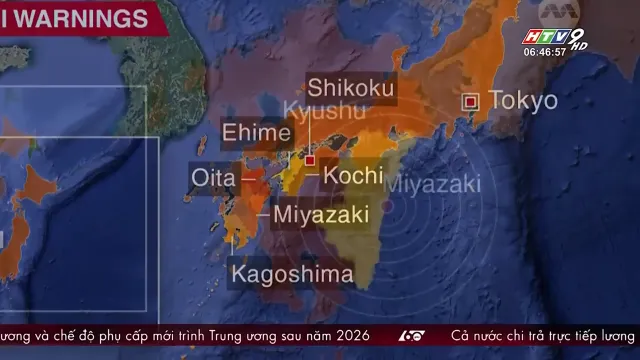 I WARNINGS
HTV9 HD
06:46:57
Shikoku
Kyushu
Tokyo
Ehime
Oita
Kochi
Miyazaki
Miyazaki
Kagoshima
ương và chế độ phụ cấp mới trình Trung ương sau năm 2026
60
Cả nước chi trả trực tiếp lương